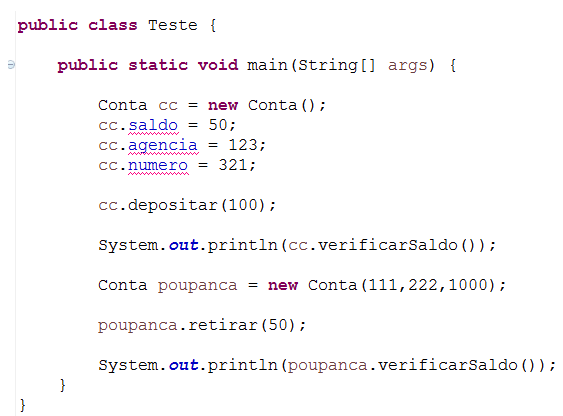 public class Teste {
public static void main(String[] args) {
Conta cc = new Conta();
cc.saldo = 50;
cc.agencia = 123;
cc.numero = 321;
cc.depositar(100);
System.out.println(cc.verificarSaldo());
Conta poupanca = new Conta(111,222,1000);
poupanca.retirar(50);
System.out.println(poupanca.verificarSaldo());
}
}